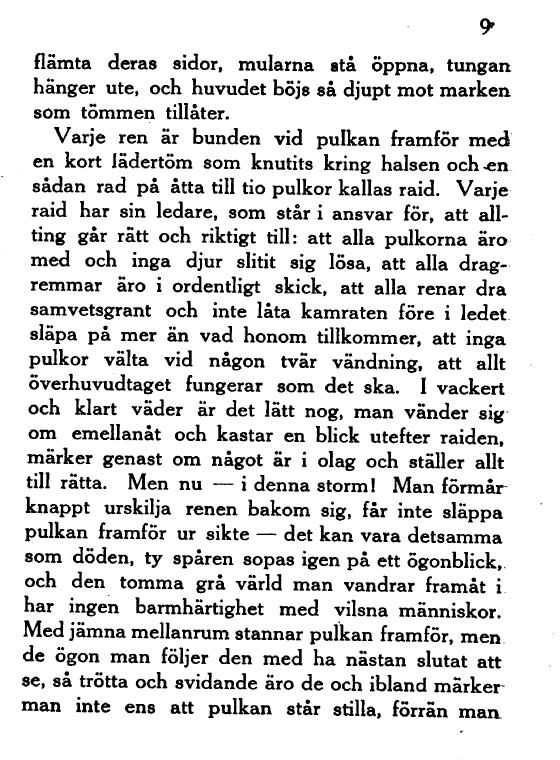 9
flämta deras sidor, mularna stå öppna, tungan
hänger ute, och huvudet böjs så djupt mot marken
som tömmen tillåter.
Varje ren är bunden vid pulkan framför med
en kort lädertöm som knutits kring halsen och en
sådan rad på åtta till tio pulkor kallas raid. Varje
raid har sin ledare, som står i ansvar för, att all-
ting går rätt och riktigt till: att alla pulkorna äro
med och inga djur slitit sig lösa, att alla drag-
remmar äro i ordentligt skick, att alla renar dra
samvetsgrant och inte låta kamraten före i ledet
släpa på mer än vad honom tillkommer, att inga
pulkor välta vid någon tvär vändning, att allt
överhuvudtaget fungerar som det ska. I vackert
och klart väder är det lätt nog, man vänder sig
om emellanåt och kastar en blick utefter raiden,
märker genast om något är i olag och ställer allt
till rätta. Men nu — i denna storm! Man förmår
knappt urskilja renen bakom sig, får inte släppa
pulkan framför ur sikte — det kan vara detsamma
som döden, ty spåren sopas igen på ett ögonblick,
och den tomma grå värld man vandrar framåt i
har ingen barmhärtighet med vilsna människor.
Med jämna mellanrum stannar pulkan framför, men
de ögon man följer den med ha nästan slutat att
se, så trötta och svidande äro de och ibland märker
man inte ens att pulkan står stilla, förrän man